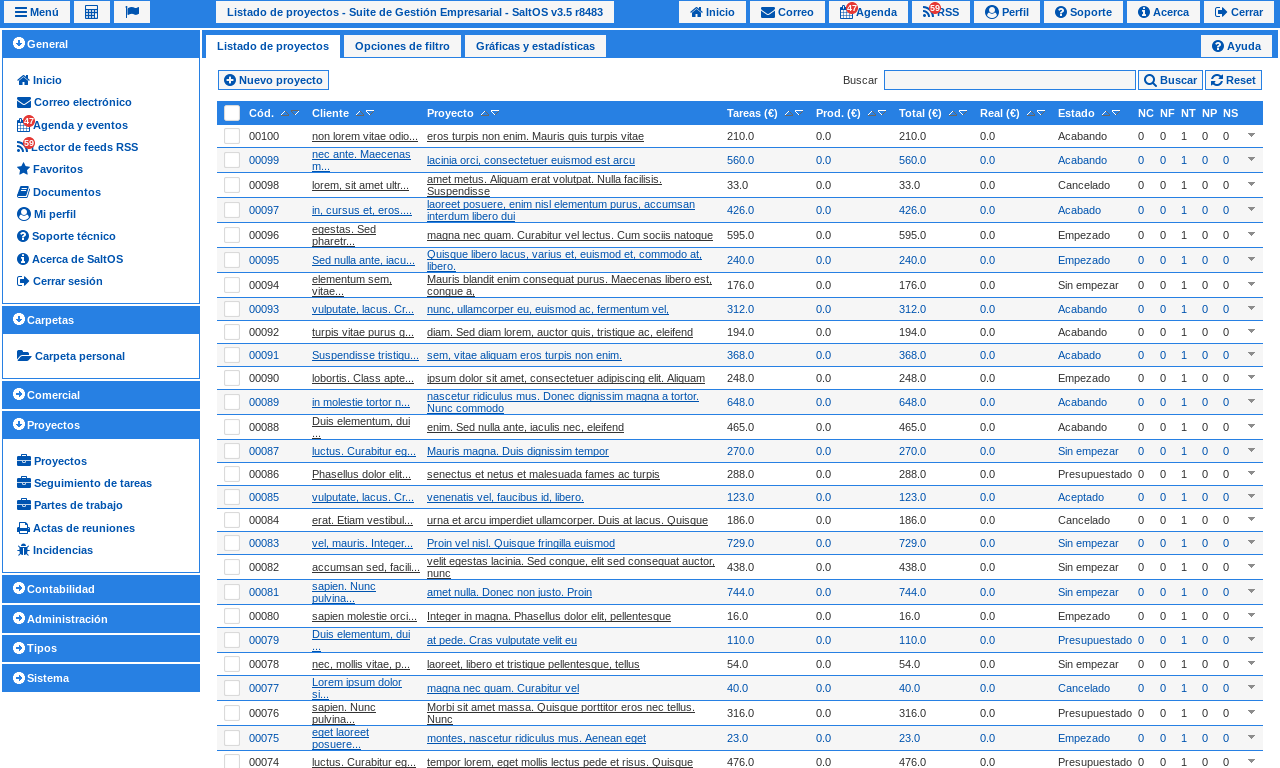 Menú
Listado de proyectos - Suite de Gestión Empresarial - SaltOS v3.5 r8483
Inicio Correo 47 Agenda 59 RSS Perfil Soporte Acerca Cerrar
General
Inicio
Correo electrónico
47 Agenda y eventos
59 Lector de feeds RSS
Favoritos
Documentos
Mi perfil
Soporte técnico
Acerca de SaltOS
Cerrar sesión
Carpetas
Carpeta personal
Comercial
Proyectos
Proyectos
Seguimiento de tareas
Partes de trabajo
Actas de reuniones
Incidencias
Contabilidad
Administración
Tipos
Sistema
Listado de proyectos Opciones de filtro Gráficas y estadísticas Ayuda
Nuevo proyecto Buscar Buscar Reset
Cód. Cliente Proyecto Tareas (€) Prod. (€) Total (€) Real (€) Estado NC NF NT NP NS
00100 non lorem vitae odio... eros turpis non enim. Mauris quis turpis vitae 210.0 0.0 210.0 0.0 Acabando 0 0 1 0 0
00099 nec ante. Maecenas m... lacinia orci, consectetuer euismod est arcu 560.0 0.0 560.0 0.0 Acabando 0 0 1 0 0
00098 lorem, sit amet ultr... amet metus. Aliquam erat volutpat. Nulla facilisis. Suspendisse 33.0 0.0 33.0 0.0 Cancelado 0 0 1 0 0
00097 in, cursus et, eros.... laoreet posuere, enim nisl elementum purus, accumsan interdum libero dui 426.0 0.0 426.0 0.0 Acabado 0 0 1 0 0
00096 egestas. Sed pharetr... magna nec quam. Curabitur vel lectus. Cum sociis natoque 595.0 0.0 595.0 0.0 Empezado 0 0 1 0 0
00095 Sed nulla ante, iacu... Quisque libero lacus, varius et, euismod et, commodo at, libero. 240.0 0.0 240.0 0.0 Empezado 0 0 1 0 0
00094 elementum sem, vitae... Mauris blandit enim consequat purus. Maecenas libero est, congue a, 176.0 0.0 176.0 0.0 Sin empezar 0 0 1 0 0
00093 vulputate, lacus. Cr... nunc, ullamcorper eu, euismod ac, fermentum vel, 312.0 0.0 312.0 0.0 Acabando 0 0 1 0 0
00092 turpis vitae purus g... diam. Sed diam lorem, auctor quis, tristique ac, eleifend 194.0 0.0 194.0 0.0 Acabando 0 0 1 0 0
00091 Suspendisse tristiqu... sem, vitae aliquam eros turpis non enim. 368.0 0.0 368.0 0.0 Acabado 0 0 1 0 0
00090 lobortis. Class apte... ipsum dolor sit amet, consectetuer adipiscing elit. Aliquam 248.0 0.0 248.0 0.0 Empezado 0 0 1 0 0
00089 in molestie tortor n... nascetur ridiculus mus. Donec dignissim magna a tortor. Nunc commodo 648.0 0.0 648.0 0.0 Acabando 0 0 1 0 0
00088 Duis elementum, dui ... enim. Sed nulla ante, iaculis nec, eleifend 465.0 0.0 465.0 0.0 Acabando 0 0 1 0 0
00087 luctus. Curabitur eg... Mauris magna. Duis dignissim tempor 270.0 0.0 270.0 0.0 Sin empezar 0 0 1 0 0
00086 Phasellus dolor elit... senectus et netus et malesuada fames ac turpis 288.0 0.0 288.0 0.0 Presupuestado 0 0 1 0 0
00085 vulputate, lacus. Cr... venenatis vel, faucibus id, libero. 123.0 0.0 123.0 0.0 Aceptado 0 0 1 0 0
00084 erat. Etiam vestibul... urna et arcu imperdiet ullamcorper. Duis at lacus. Quisque 186.0 0.0 186.0 0.0 Cancelado 0 0 1 0 0
00083 vel, mauris. Integer... Proin vel nisl. Quisque fringilla euismod 729.0 0.0 729.0 0.0 Sin empezar 0 0 1 0 0
00082 accumsan sed, facili... velit egestas lacinia. Sed congue, elit sed consequat auctor, nunc 438.0 0.0 438.0 0.0 Sin empezar 0 0 1 0 0
00081 sapien. Nunc pulvina... amet nulla. Donec non justo. Proin 744.0 0.0 744.0 0.0 Sin empezar 0 0 1 0 0
00080 sapien molestie orci... Integer in magna. Phasellus dolor elit, pellentesque 16.0 0.0 16.0 0.0 Empezado 0 0 1 0 0
00079 Duis elementum, dui ... at pede. Cras vulputate velit eu 110.0 0.0 110.0 0.0 Presupuestado 0 0 1 0 0
00078 nec, mollis vitae, p... laoreet, libero et tristique pellentesque, tellus 54.0 0.0 54.0 0.0 Sin empezar 0 0 1 0 0
00077 Lorem ipsum dolor si... magna nec quam. Curabitur vel 40.0 0.0 40.0 0.0 Cancelado 0 0 1 0 0
00076 sapien. Nunc pulvina... Morbi sit amet massa. Quisque porttitor eros nec tellus. Nunc 316.0 0.0 316.0 0.0 Presupuestado 0 0 1 0 0
00075 eget laoreet posuere... montes, nascetur ridiculus mus. Aenean eget 23.0 0.0 23.0 0.0 Empezado 0 0 1 0 0
00074 luctus. Curabitur eg... tempor lorem, eget mollis lectus pede et risus. Quisque 476.0 0.0 476.0 0.0 Presupuestado 0 0 1 0 0